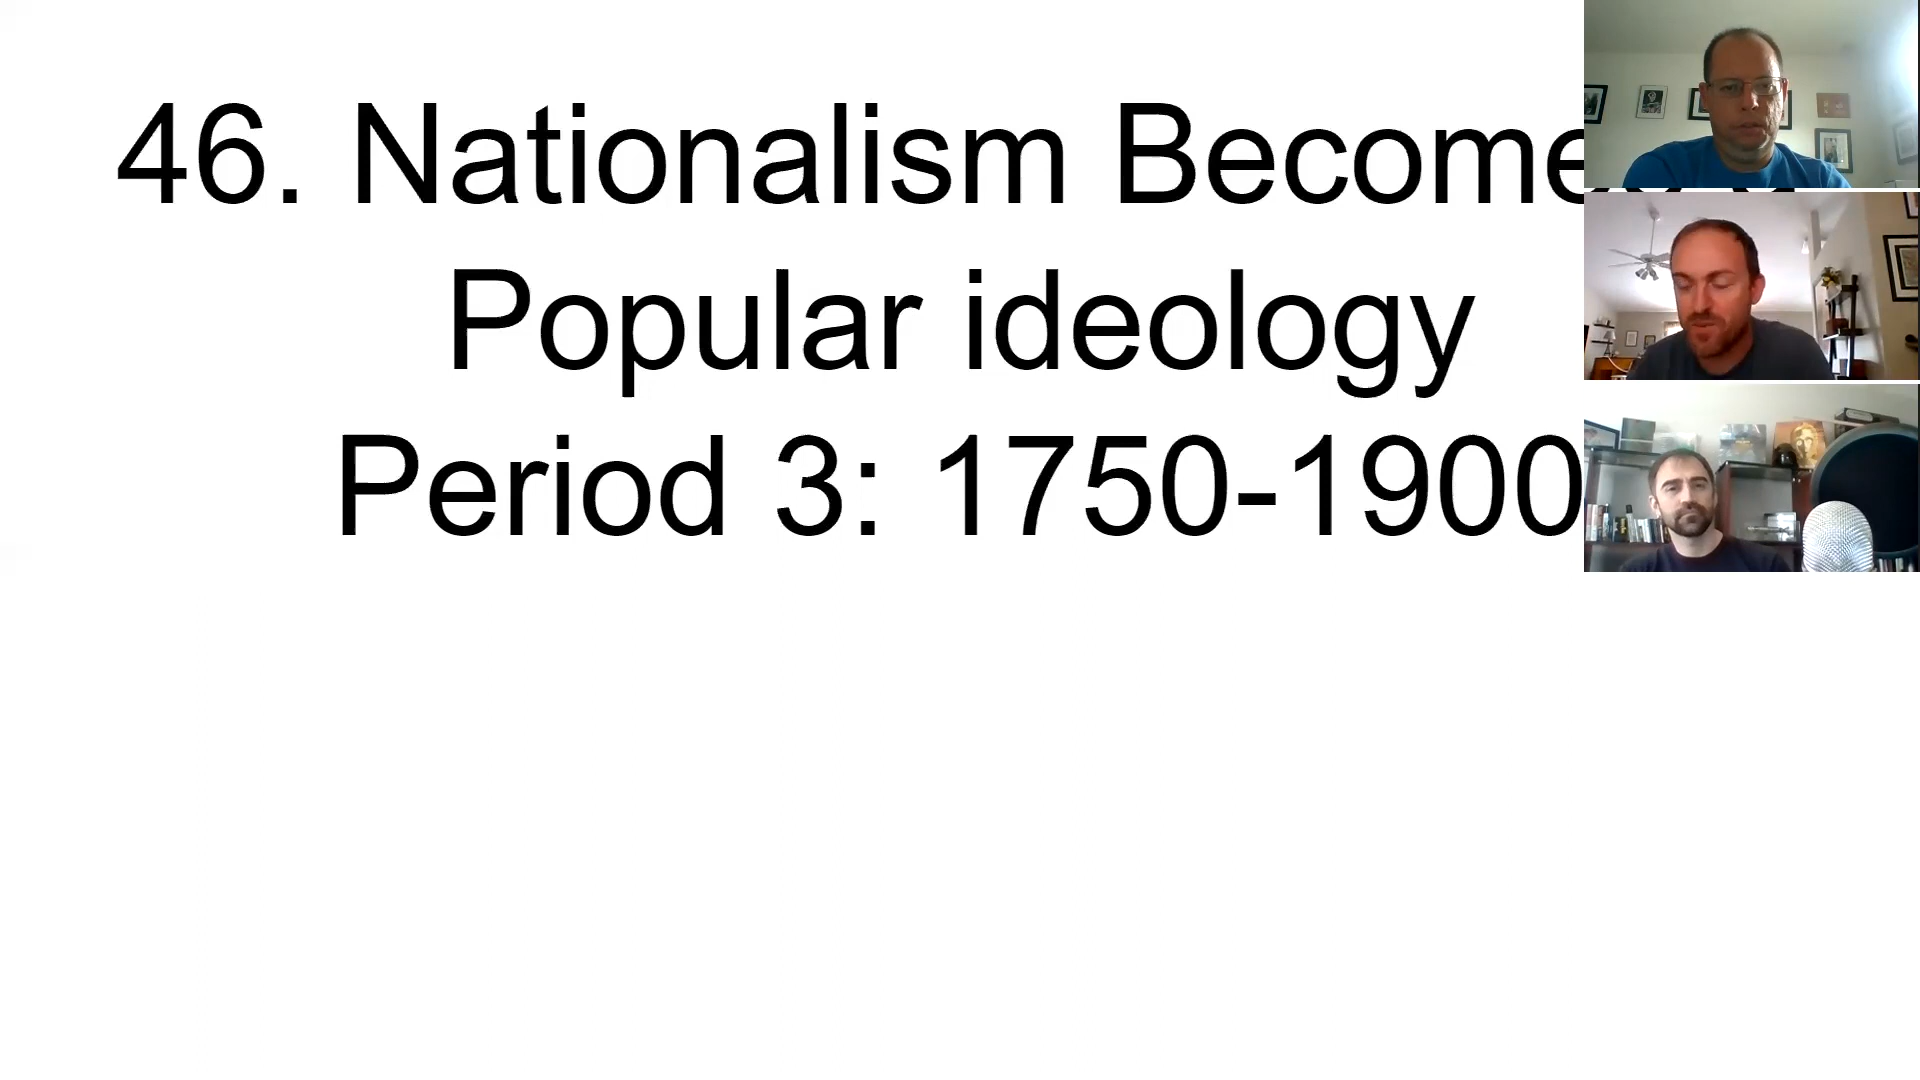 46. Nationalism Become
Popular ideology
Period 3: 1750-1900